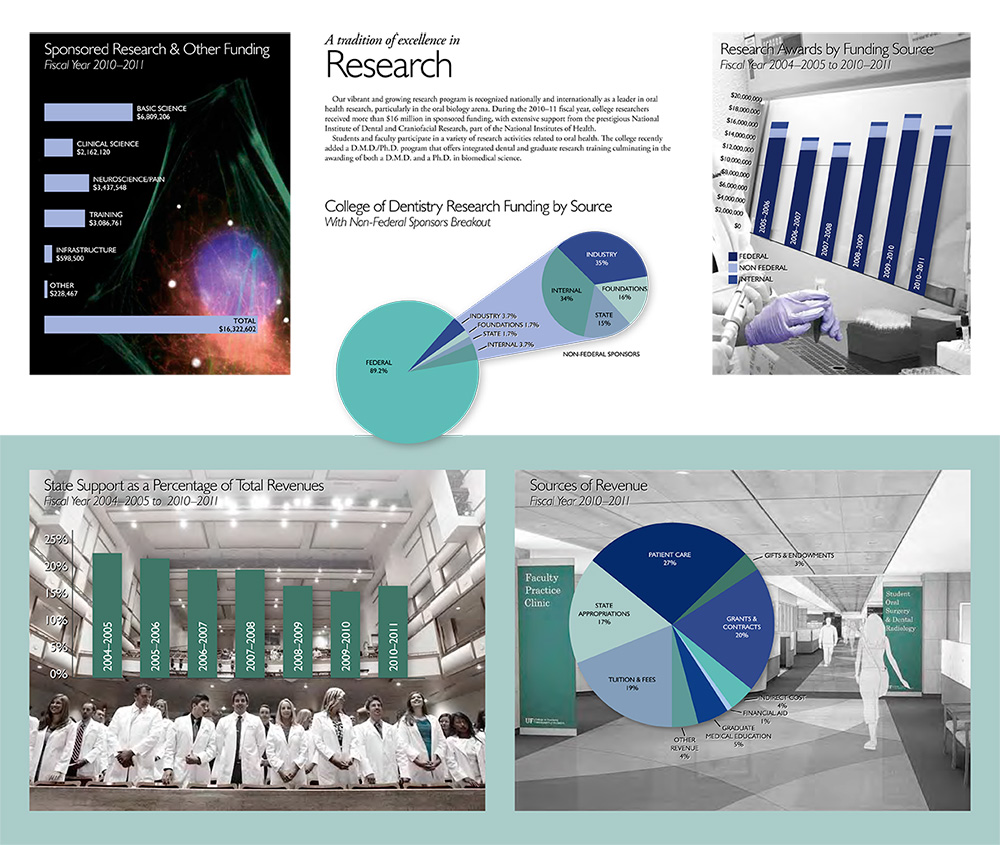 Sponsored Research & Other Funding
Fiscal Year 2010–2011
BASIC SCIENCE
$6,809,206
CLINICAL SCIENCE
$2,162,120
NEUROSCIENCE/PAIN
$3,437,548
TRAINING
$3,086,761
INFRASTRUCTURE
$598,500
OTHER
$228,467
TOTAL
$16,322,602
A tradition of excellence in
Research
Our vibrant and growing research program is recognized nationally and internationally as a leader in oral
health research, particularly in the oral biology arena. During the 2010–11 fiscal year, college researchers
received more than $16 million in sponsored funding, with extensive support from the prestigious National
Institute of Dental and Craniofacial Research, part of the National Institutes of Health.
Students and faculty participate in a variety of research activities related to oral health. The college recently
added a D.M.D./Ph.D. program that offers integrated dental and graduate research training culminating in the
awarding of both a D.M.D. and a Ph.D. in biomedical science.
College of Dentistry Research Funding by Source
With Non-Federal Sponsors Breakout
INDUSTRY
35%
FOUNDATIONS
16%
INTERNAL
34%
STATE
15%
INDUSTRY 3.7%
FOUNDATIONS 1.7%
STATE 1.7%
INTERNAL 3.7%
NON-FEDERAL SPONSORS
FEDERAL
89.2%
Research Awards by Funding Source
Fiscal Year 2004–2005 to 2010–2011
$20,000,000
$18,000,000
$16,000,000
$14,000,000
$12,000,000
$10,000,000
$8,000,000
$6,000,000
$4,000,000
$2,000,000
$0
2005–2006
2006–2007
2007–2008
2008–2009
2009–2010
2010–2011
FEDERAL
NON FEDERAL
INTERNAL
State Support as a Percentage of Total Revenues
Fiscal Year 2004–2005 to 2010–2011
25%
20%
15%
10%
5%
0%
2004–2005
2005–2006
2006–2007
2007–2008
2008–2009
2009–2010
2010–2011
Sources of Revenue
Fiscal Year 2010–2011
PATIENT CARE
27%
GIFTS & ENDOWMENTS
3%
GRANTS &
CONTRACTS
20%
INDIRECT COST
4%
FINANCIAL AID
1%
GRADUATE
MEDICAL EDUCATION
5%
OTHER
REVENUE
4%
TUITION & FEES
19%
STATE
APPROPRIATIONS
17%
Faculty
Practice
Clinic
UF
Student
Oral
Surgery
& Dental
Radiology